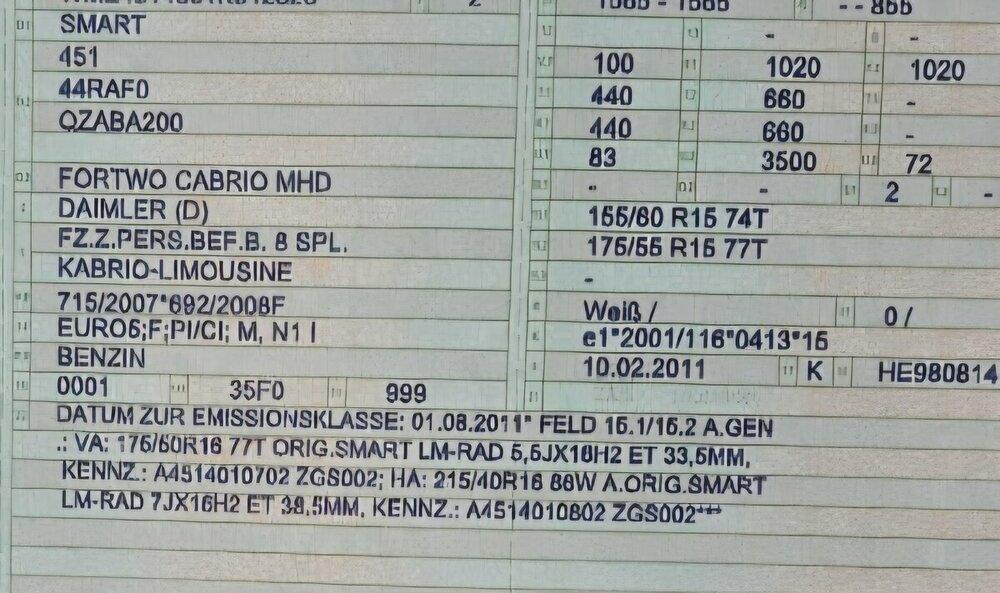 SMART - -
451 100 1020 1020
44RAF0 440 660 -
QZABA200 440 660 -
83 3500 72
FORTWO CABRIO MHD - - 2 -
DAIMLER (D) 155/60 R15 74T
FZ.Z.PERS.BEF.B. 8 SPL. 175/55 R15 77T
KABRIO-LIMOUSINE -
715/2007*692/2008F Weiß / 0 /
EURO5;F;PI/CI; M, N1 I e1*2001/116*0413*15
BENZIN 10.02.2011 K HE980814
0001 35F0 999
DATUM ZUR EMISSIONSKLASSE: 01.08.2011* FELD 15.1/15.2 A.GEN
.: VA: 175/50R16 77T ORIG.SMART LM-RAD 5,5JX16H2 ET 33,5MM,
KENNZ.: A4514010702 ZGS002; HA: 215/40R16 86W A.ORIG.SMART
LM-RAD 7JX16H2 ET 38,5MM, KENNZ.: A4514010802 ZGS002***